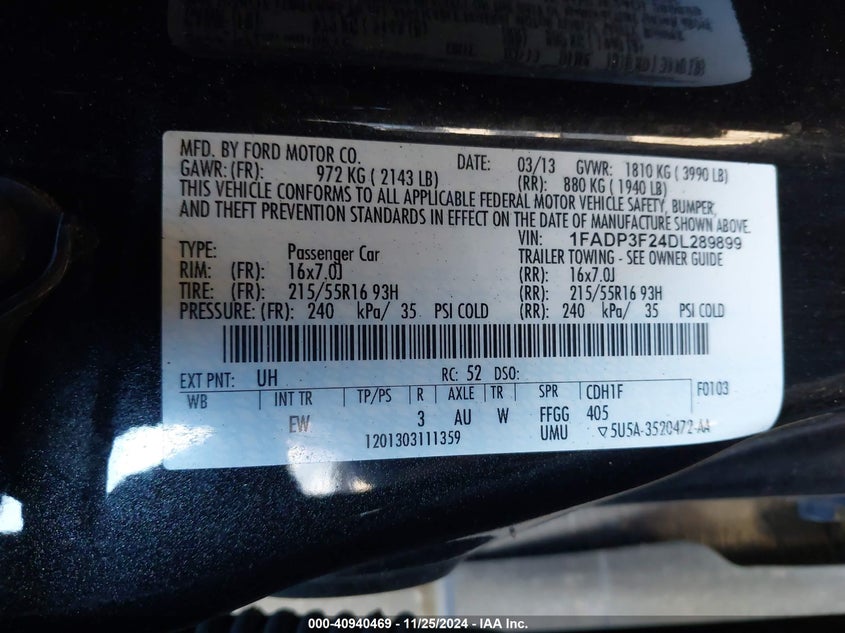 MFD. BY FORD MOTOR CO. DATE: 03/13 GVWR: 1810 KG ( 3990 LB)
GAWR: (FR): 972 KG ( 2143 LB) (RR): 880 KG ( 1940 LB)
THIS VEHICLE CONFORMS TO ALL APPLICABLE FEDERAL MOTOR VEHICLE SAFETY, BUMPER,
AND THEFT PREVENTION STANDARDS IN EFFECT ON THE DATE OF MANUFACTURE SHOWN ABOVE.
VIN: 1FADP3F24DL289899
TYPE: Passenger Car TRAILER TOWING - SEE OWNER GUIDE
RIM: (FR): 16x7.0J (RR): 16x7.0J
TIRE: (FR): 215/55R16 93H (RR): 215/55R16 93H
PRESSURE: (FR): 240 kPa/ 35 PSI COLD (RR): 240 kPa/ 35 PSI COLD
EXT PNT: UH RC: 52 DSO:
WB INT TR TP/PS R AXLE TR SPR CDH1F F0103
EW 3 AU W FFGG 405
1201303111359 UMU ▽5U5A-3520472-AA
000-40940469 - 11/25/2024 - IAA Inc.